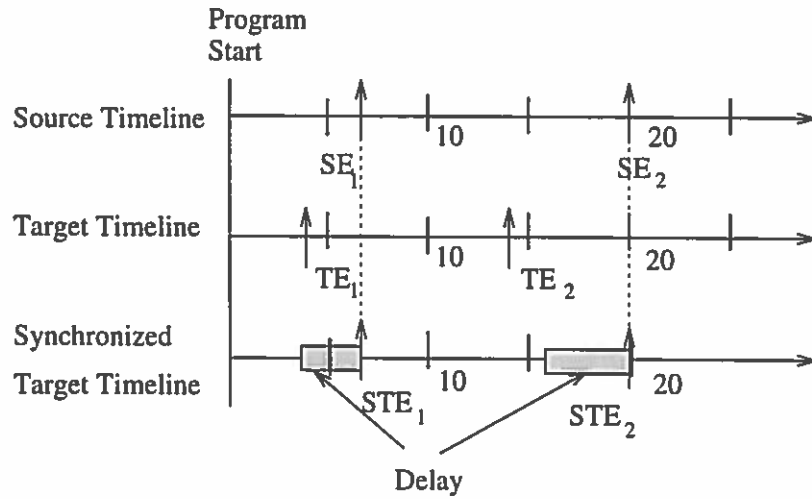 Program
Start
Source Timeline
10
20
SE1
SE2
Target Timeline
10
20
TE1
TE2
Synchronized
Target Timeline
10
20
STE1
STE2
Delay